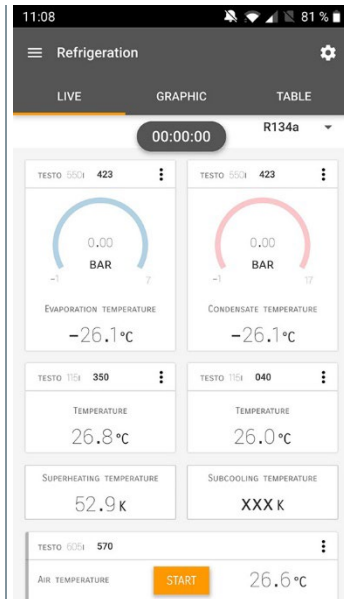 11:08 81 %
Refrigeration
LIVE GRAPHIC TABLE
00:00:00 R134a
TESTO 550i 423 TESTO 550i 423
0.00 0.00
BAR BAR
-1 7 -1 17
EVAPORATION TEMPERATURE CONDENSATE TEMPERATURE
-26.1°C -26.1°C
TESTO 115i 350 TESTO 115i 040
TEMPERATURE TEMPERATURE
26.8°C 26.0°C
SUPERHEATING TEMPERATURE SUBCOOLING TEMPERATURE
52.9 K XXX K
TESTO 605i 570
AIR TEMPERATURE START 26.6°C